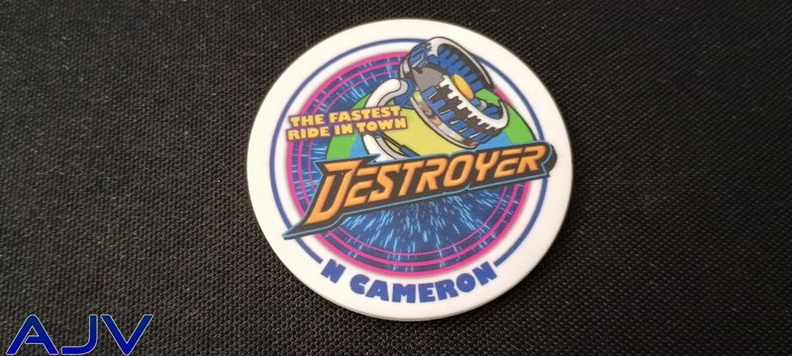 THE FASTEST
RIDE IN TOWN
DESTROYER
N CAMERON
AJV